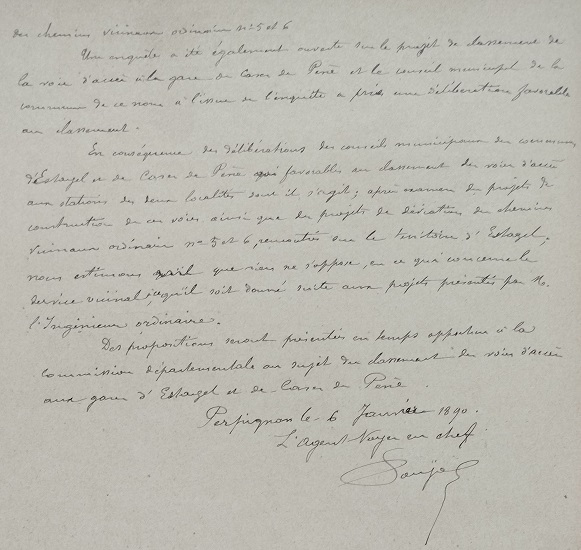 des chemins vicinaux ordinaires nos 5 et 6
Une enquête a été également ouverte sur le projet de classement de
la voie d'accès à la gare de Cases de Pène et le conseil municipal de la
commune de ce nom à l'issue de l'enquête a pris une délibération favorable
au classement.
En conséquence des délibérations des conseils municipaux des communes
d'Estagel et de Cases de Pène favorables au classement des voies d'accès
aux stations des deux localités dont il s'agit; après examen des projets de
construction de ces voies ainsi que des projets de déviations des chemins
vicinaux ordinaires nos 5 et 6, rencontrés sur le territoire d'Estagel,
nous estimons que rien ne s'oppose, en ce qui concerne le
service vicinal, à ce qu'il soit donné suite aux projets présentés par M.
l'Ingénieur ordinaire.
Des propositions seront présentées en temps opportun à la
commission départementale au sujet du classement des voies d'accès
aux gares d'Estagel et de Cases de Pène.
Perpignan le 6 Janvier 1890.
L'Agent Voyer en chef